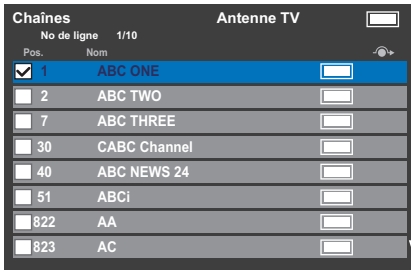 Chaînes Antenne TV
No de ligne 1/10
Pos. Nom
1 ABC ONE
2 ABC TWO
7 ABC THREE
30 CABC Channel
40 ABC NEWS 24
51 ABCi
822 AA
823 AC